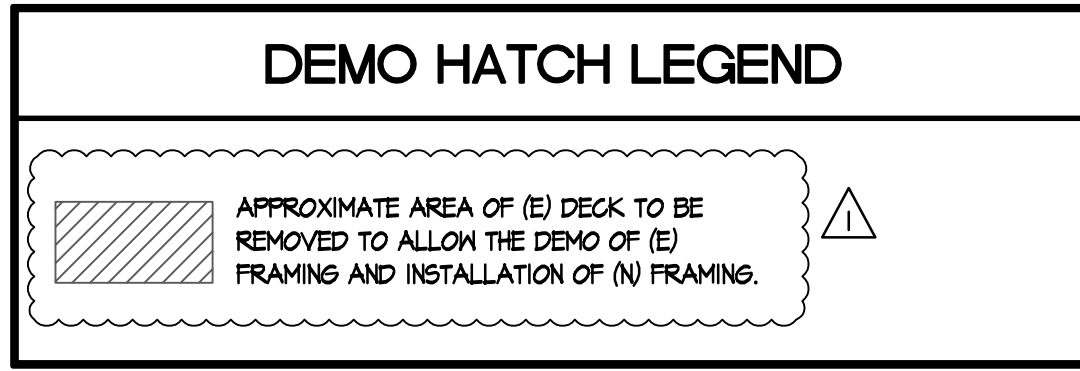 DEMO HATCH LEGEND
APPROXIMATE AREA OF (E) DECK TO BE
REMOVED TO ALLOW THE DEMO OF (E)
FRAMING AND INSTALLATION OF (N) FRAMING.
1